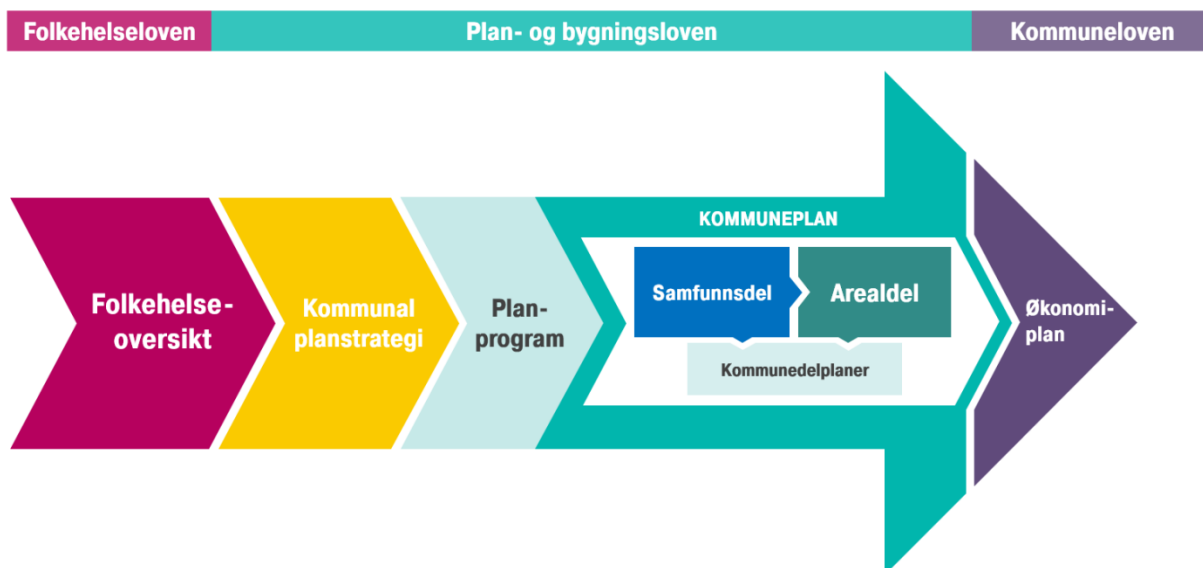 Folkehelseloven
Plan- og bygningsloven
Kommuneloven
Folkehelse-
oversikt
Kommunal
planstrategi
Plan-
program
KOMMUNEPLAN
Samfunnsdel
Arealdel
Kommunedelplaner
Økonomi-
plan